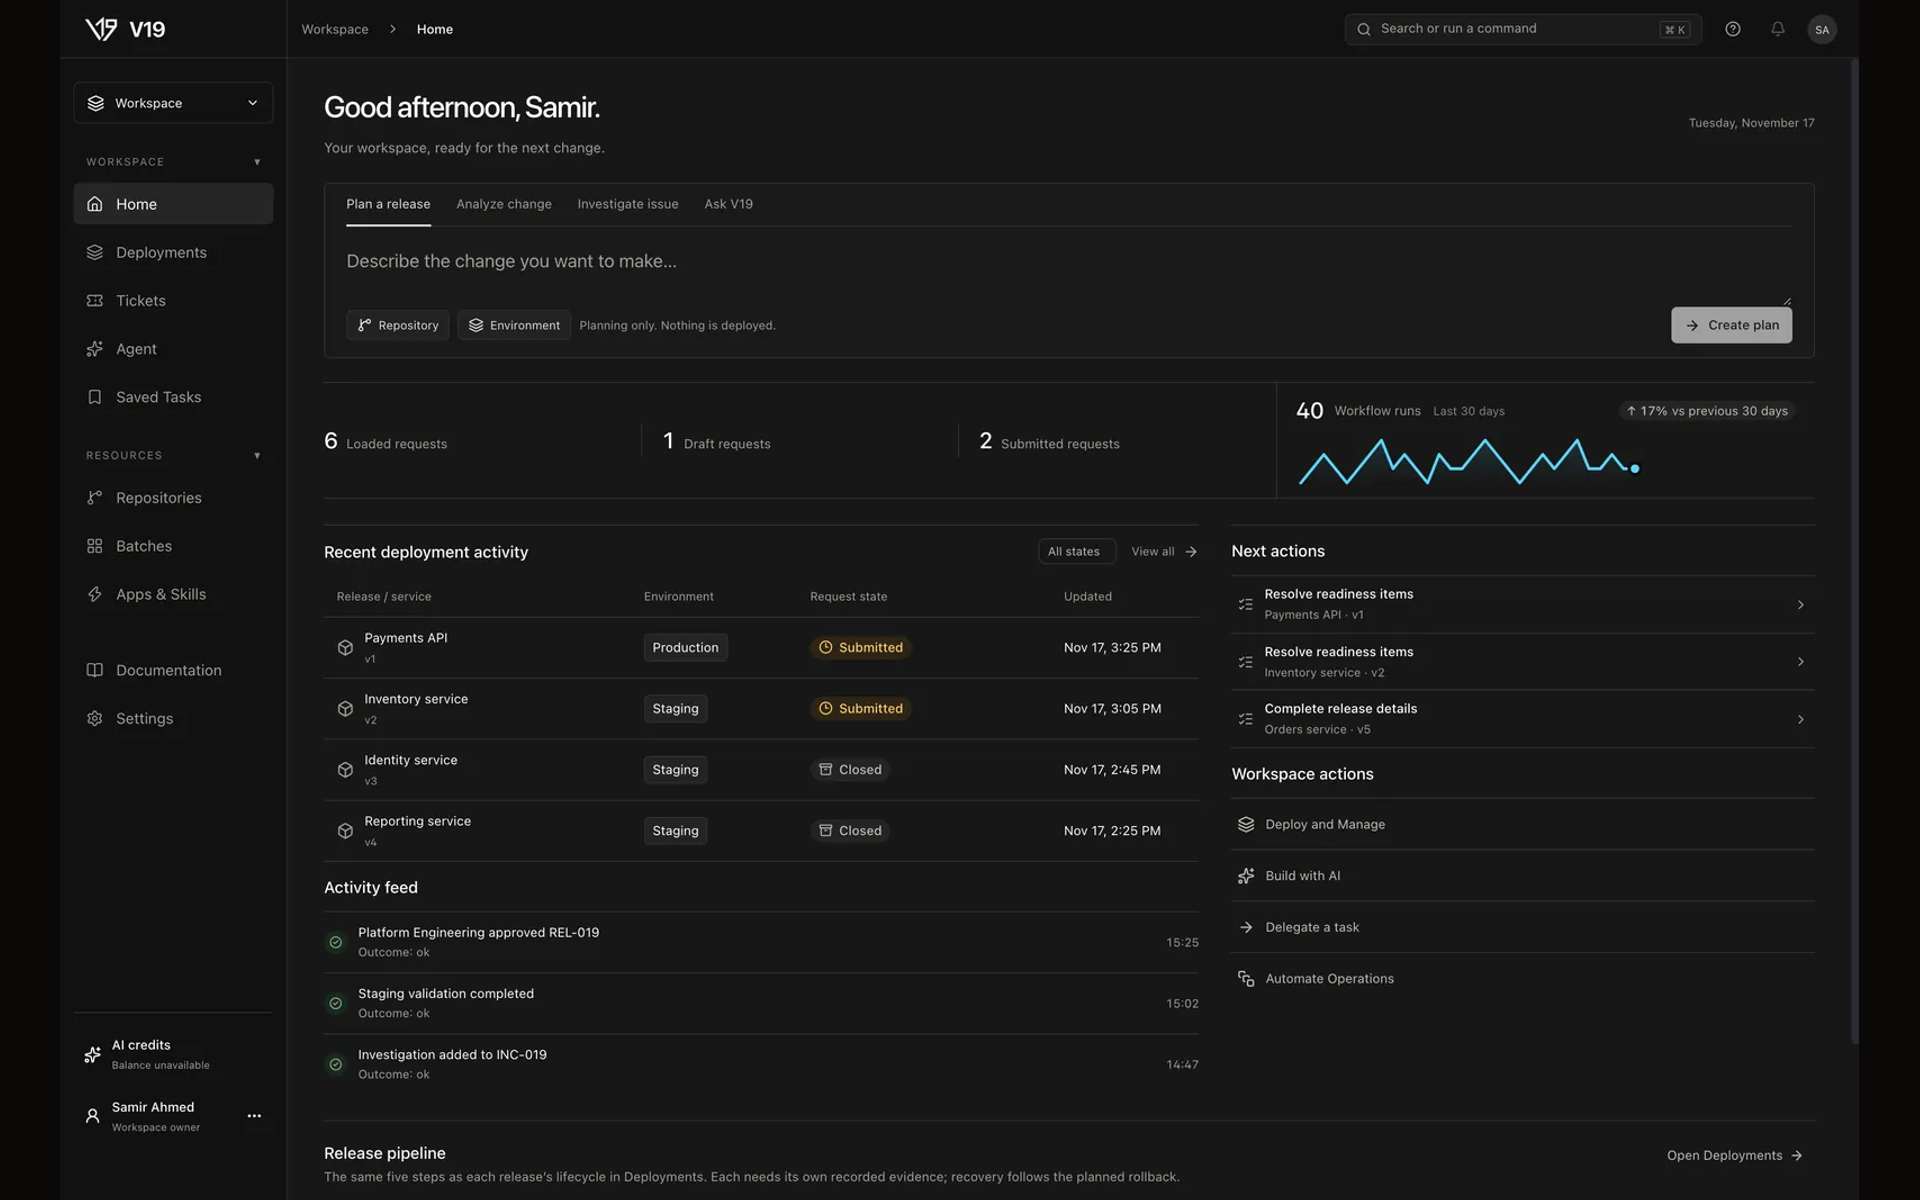 V19
Workspace
WORKSPACE
Home
Deployments
Tickets
Agent
Saved Tasks
RESOURCES
Repositories
Batches
Apps & Skills
Documentation
Settings
AI credits
Balance unavailable
Samir Ahmed
Workspace owner
Workspace > Home
Search or run a command ⌘ K
SA
Good afternoon, Samir.
Your workspace, ready for the next change.
Tuesday, November 17
Plan a release Analyze change Investigate issue Ask V19
Describe the change you want to make...
Repository Environment Planning only. Nothing is deployed. Create plan
6 Loaded requests
1 Draft requests
2 Submitted requests
40 Workflow runs Last 30 days ↑ 17% vs previous 30 days
Recent deployment activity All states View all →
Release / service Environment Request state Updated
Payments API Production Submitted Nov 17, 3:25 PM
v1
Inventory service Staging Submitted Nov 17, 3:05 PM
v2
Identity service Staging Closed Nov 17, 2:45 PM
v3
Reporting service Staging Closed Nov 17, 2:25 PM
v4
Activity feed
Platform Engineering approved REL-019 15:25
Outcome: ok
Staging validation completed 15:02
Outcome: ok
Investigation added to INC-019 14:47
Outcome: ok
Next actions
Resolve readiness items
Payments API · v1
Resolve readiness items
Inventory service · v2
Complete release details
Orders service · v5
Workspace actions
Deploy and Manage
Build with AI
Delegate a task
Automate Operations
Release pipeline Open Deployments →
The same five steps as each release's lifecycle in Deployments. Each needs its own recorded evidence; recovery follows the planned rollback.